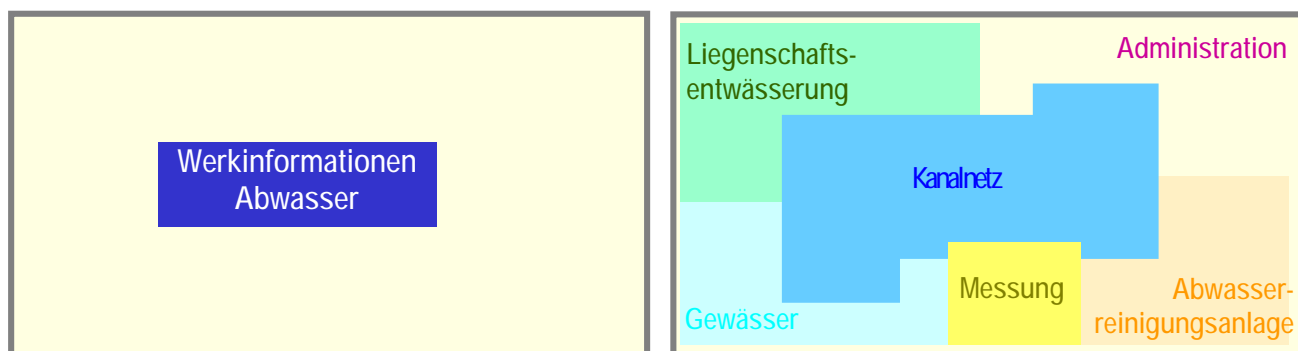 Werkinformationen
Abwasser
Liegenschafts-
entwässerung
Administration
Kanalnetz
Messung
Gewässer
Abwasser-
reinigungsanlage